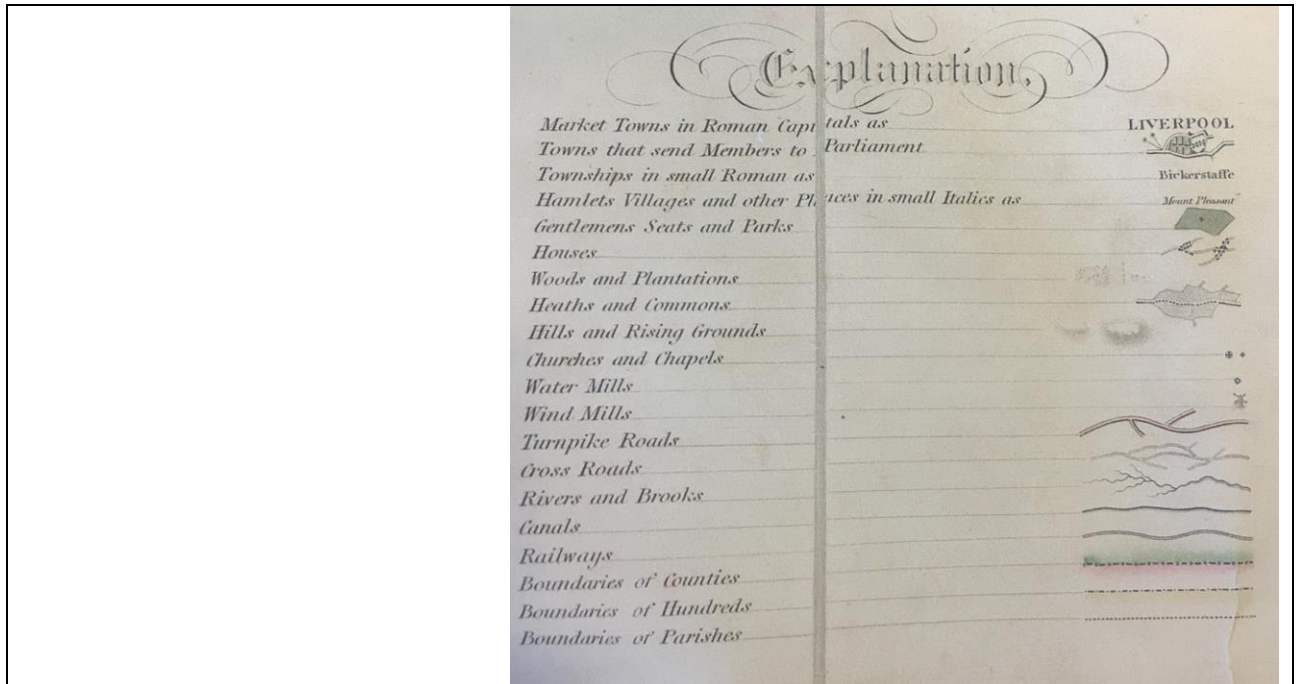 Explanation.
Market Towns in Roman Capitals as LIVERPOOL
Towns that send Members to Parliament
Townships in small Roman as Bickerstaffe
Hamlets Villages and other Places in small Italics as Mount Pleasant
Gentlemens Seats and Parks
Houses
Woods and Plantations
Heaths and Commons
Hills and Rising Grounds
Churches and Chapels
Water Mills
Wind Mills
Turnpike Roads
Cross Roads
Rivers and Brooks
Canals
Railways
Boundaries of Counties
Boundaries of Hundreds
Boundaries of Parishes